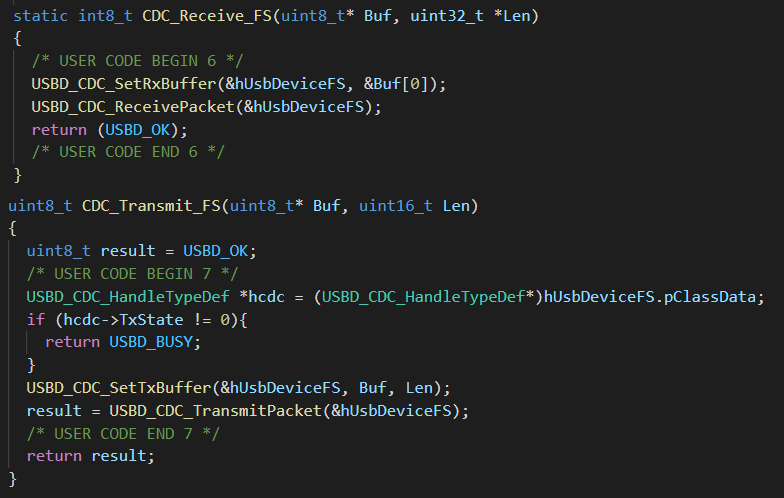 static int8_t CDC_Receive_FS(uint8_t* Buf, uint32_t *Len)
{
  /* USER CODE BEGIN 6 */
  USBD_CDC_SetRxBuffer(&hUsbDeviceFS, &Buf[0]);
  USBD_CDC_ReceivePacket(&hUsbDeviceFS);
  return (USBD_OK);
  /* USER CODE END 6 */
}
uint8_t CDC_Transmit_FS(uint8_t* Buf, uint16_t Len)
{
  uint8_t result = USBD_OK;
  /* USER CODE BEGIN 7 */
  USBD_CDC_HandleTypeDef *hcdc = (USBD_CDC_HandleTypeDef*)hUsbDeviceFS.pClassData;
  if (hcdc->TxState != 0){
    return USBD_BUSY;
  }
  USBD_CDC_SetTxBuffer(&hUsbDeviceFS, Buf, Len);
  result = USBD_CDC_TransmitPacket(&hUsbDeviceFS);
  /* USER CODE END 7 */
  return result;
}